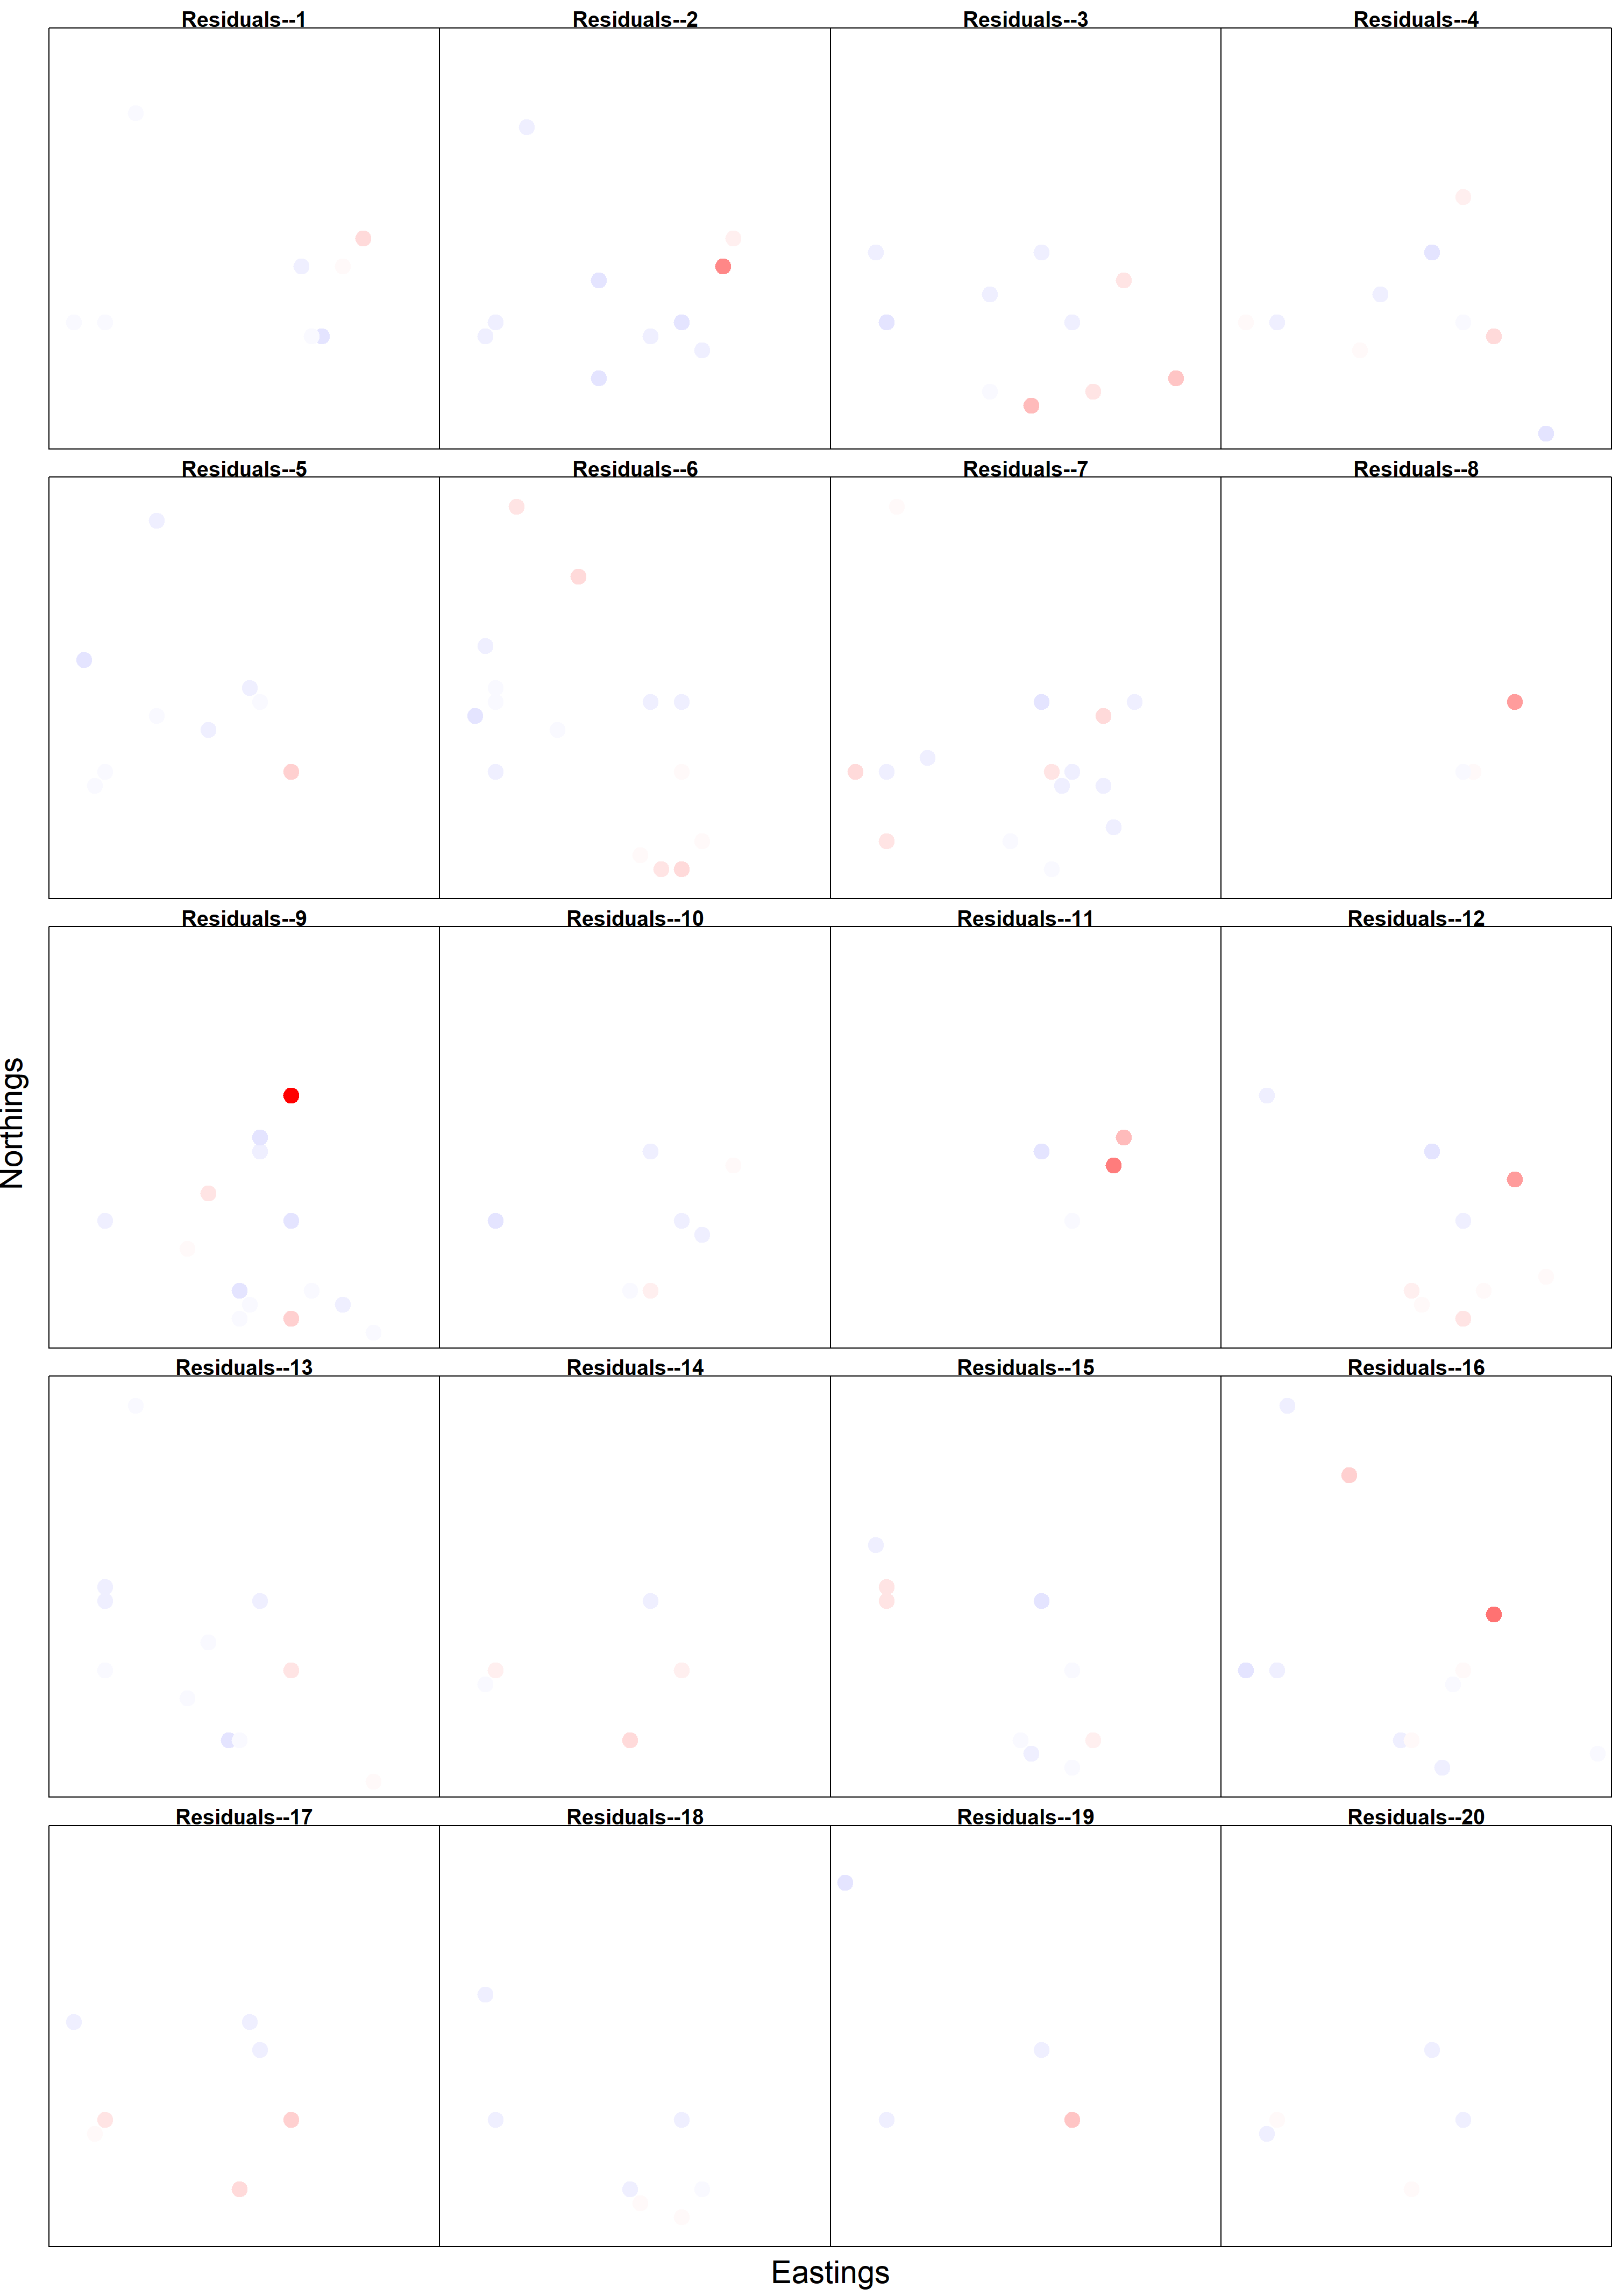 Residuals--1
Residuals--2
Residuals--3
Residuals--4
Residuals--5
Residuals--6
Residuals--7
Residuals--8
Residuals--9
Residuals--10
Residuals--11
Residuals--12
Northings
Residuals--13
Residuals--14
Residuals--15
Residuals--16
Residuals--17
Residuals--18
Residuals--19
Residuals--20
Eastings